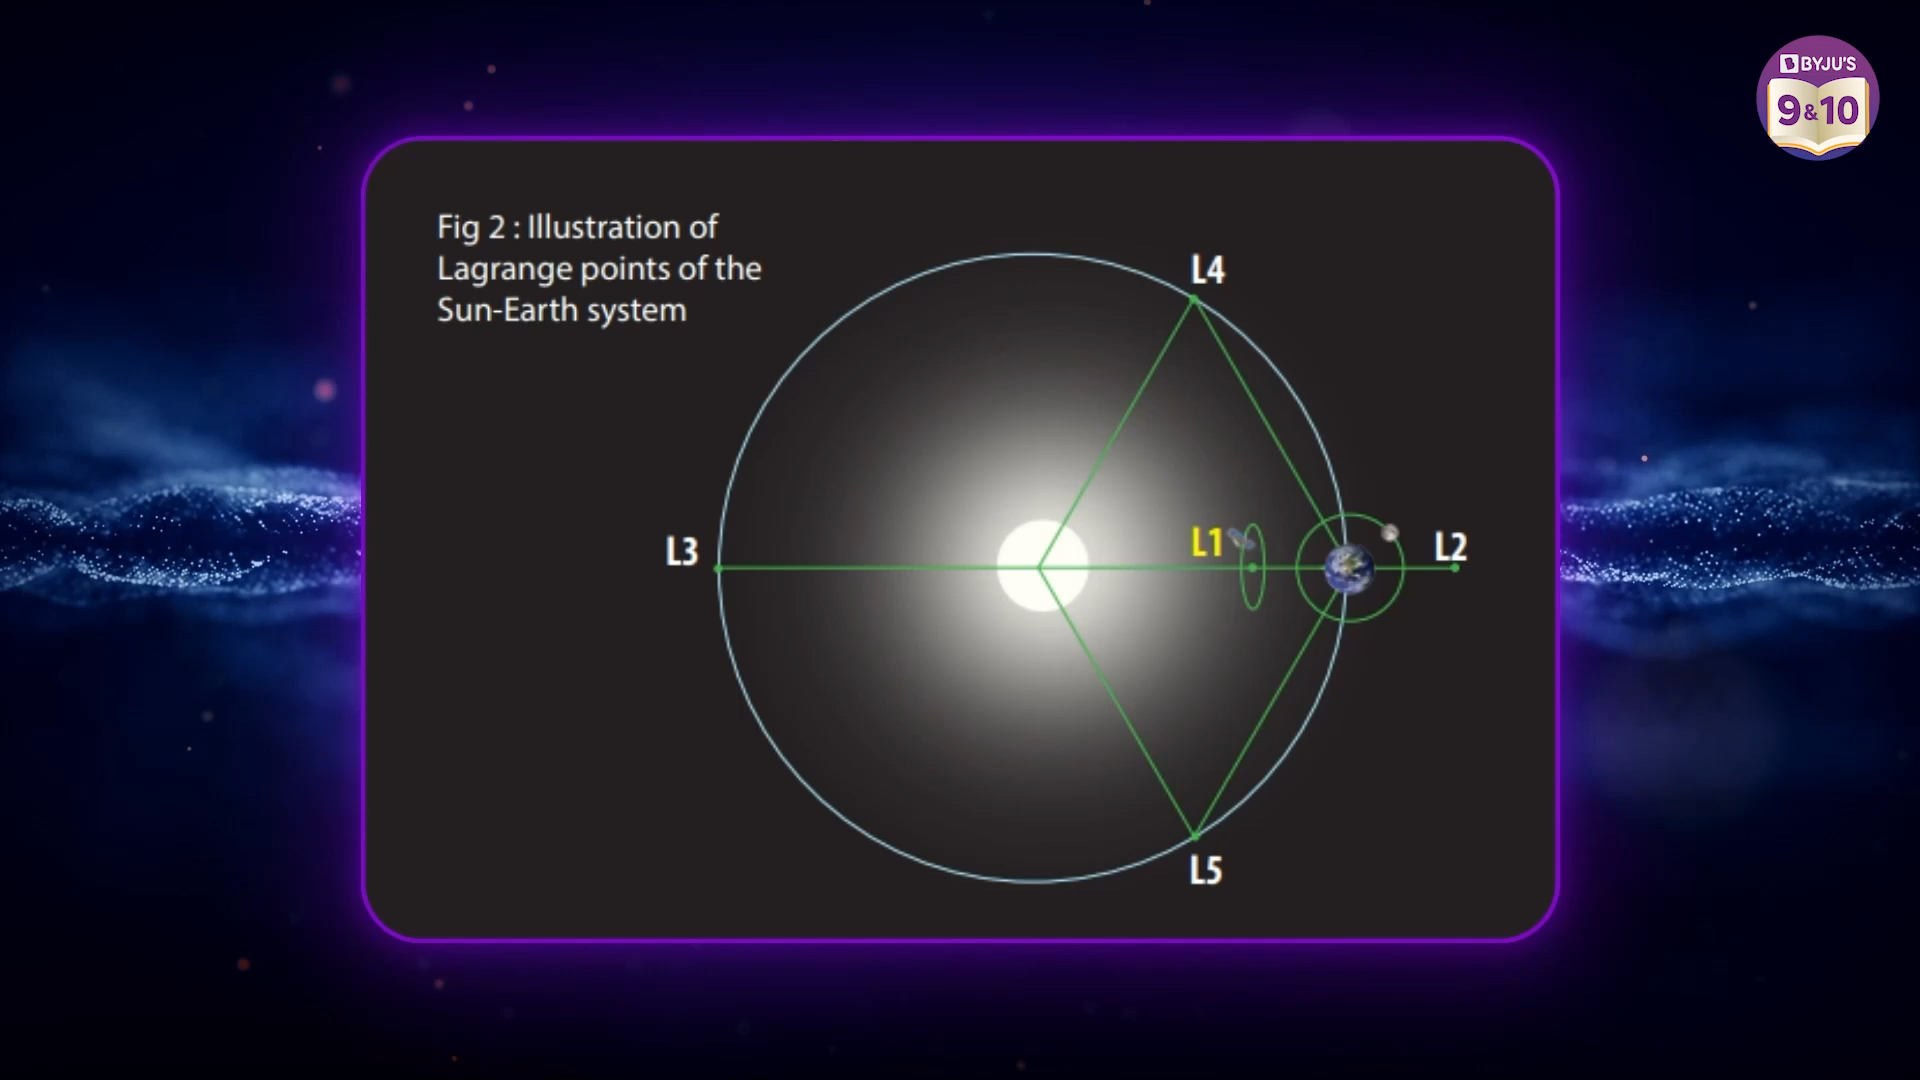 BYJU'S
9&10
Fig 2 : Illustration of
Lagrange points of the
Sun-Earth system
L4
L3
L1
L2
L5